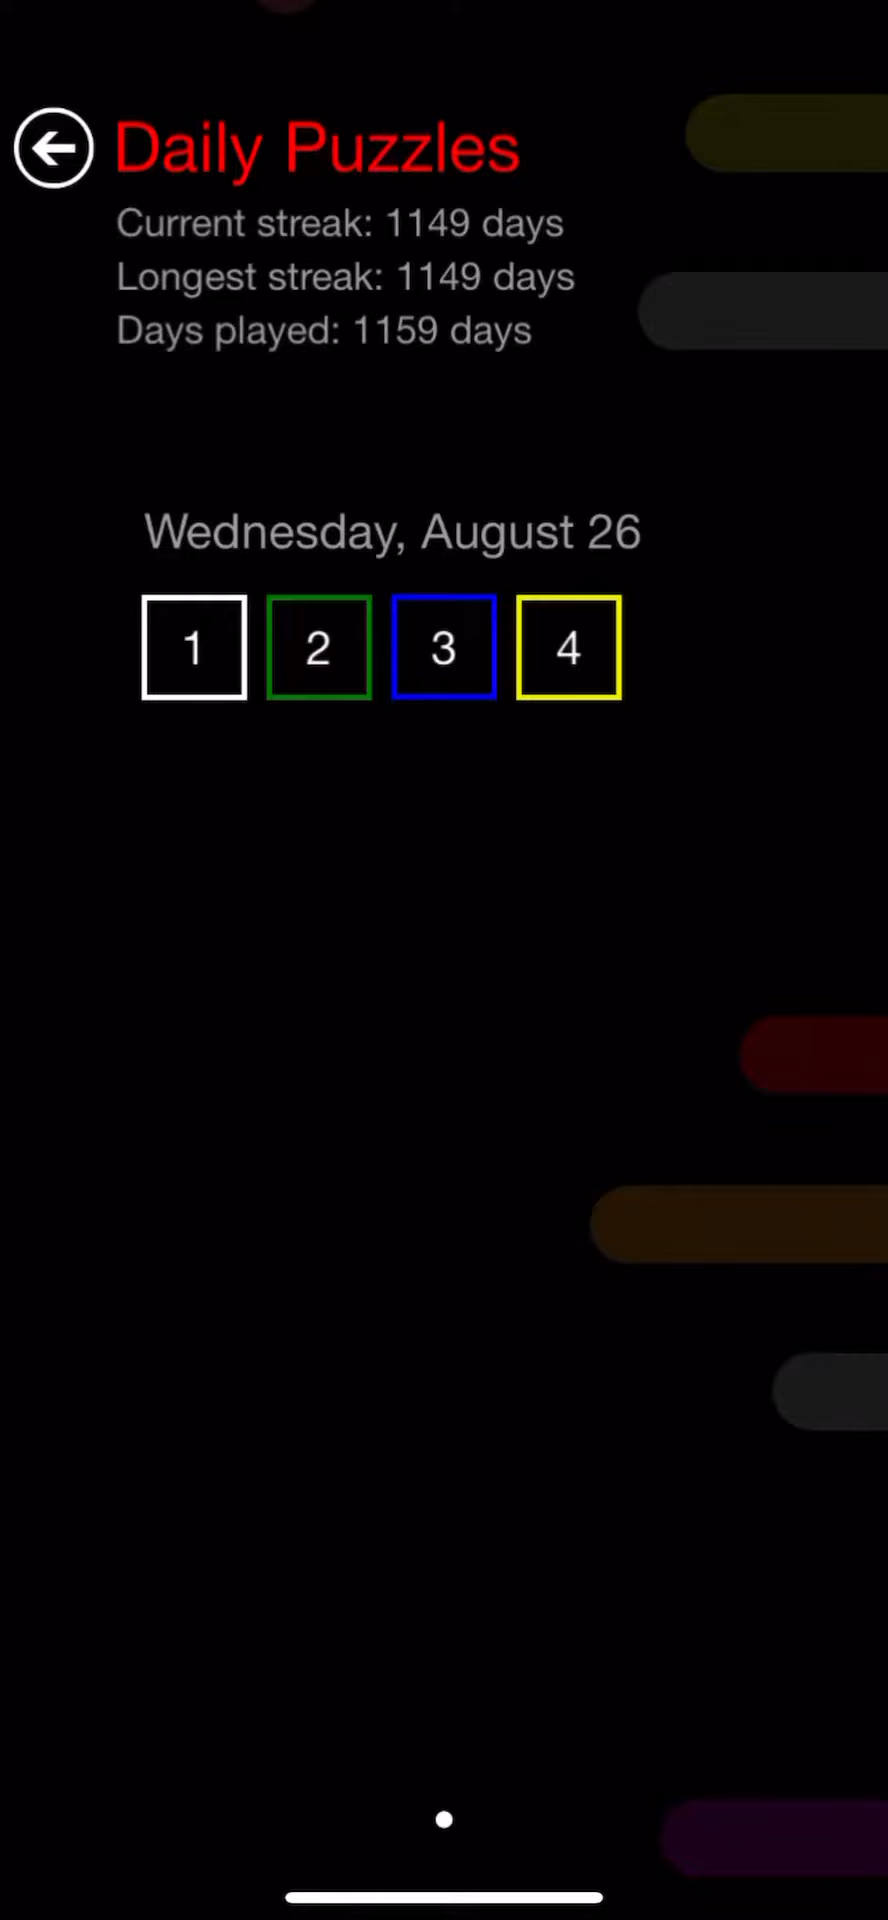 Daily Puzzles
Current streak: 1149 days
Longest streak: 1149 days
Days played: 1159 days
Wednesday, August 26
1 2 3 4